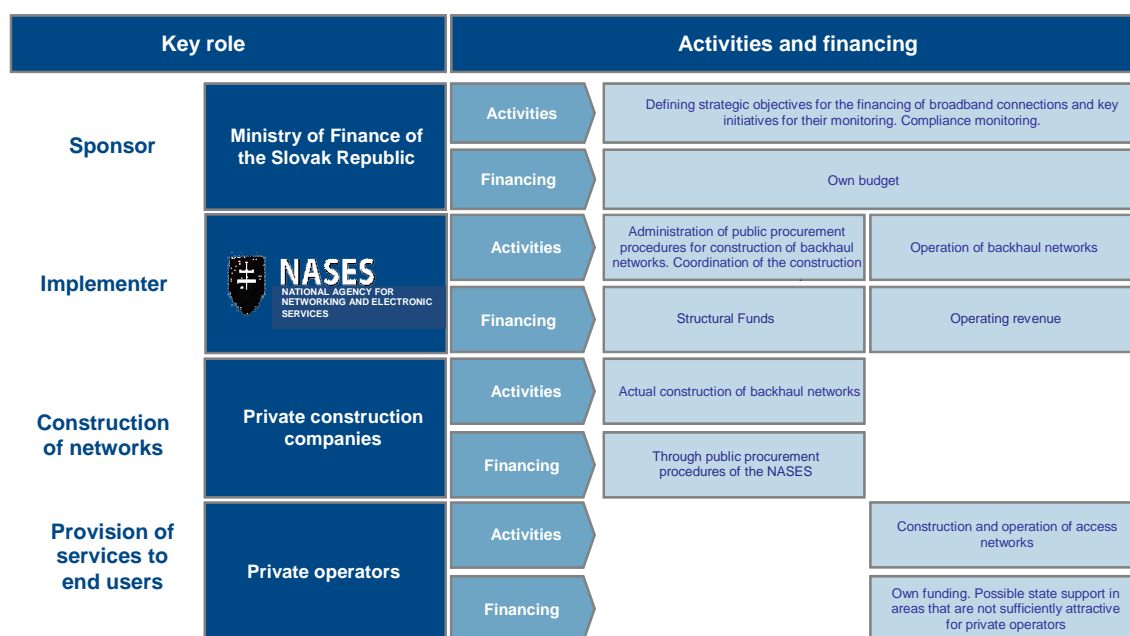 Key role
Activities and financing
Sponsor
Ministry of Finance of
the Slovak Republic
Activities
Defining strategic objectives for the financing of broadband connections and key
initiatives for their monitoring. Compliance monitoring.
Financing
Own budget
Implementer
NASES
NATIONAL AGENCY FOR
NETWORKING AND ELECTRONIC
SERVICES
Activities
Administration of public procurement
procedures for construction of backhaul
networks. Coordination of the construction
Operation of backhaul networks
Financing
Structural Funds
Operating revenue
Construction
of networks
Private construction
companies
Activities
Actual construction of backhaul networks
Financing
Through public procurement
procedures of the NASES
Provision of
services to
end users
Private operators
Activities
Construction and operation of access
networks
Financing
Own funding. Possible state support in
areas that are not sufficiently attractive
for private operators